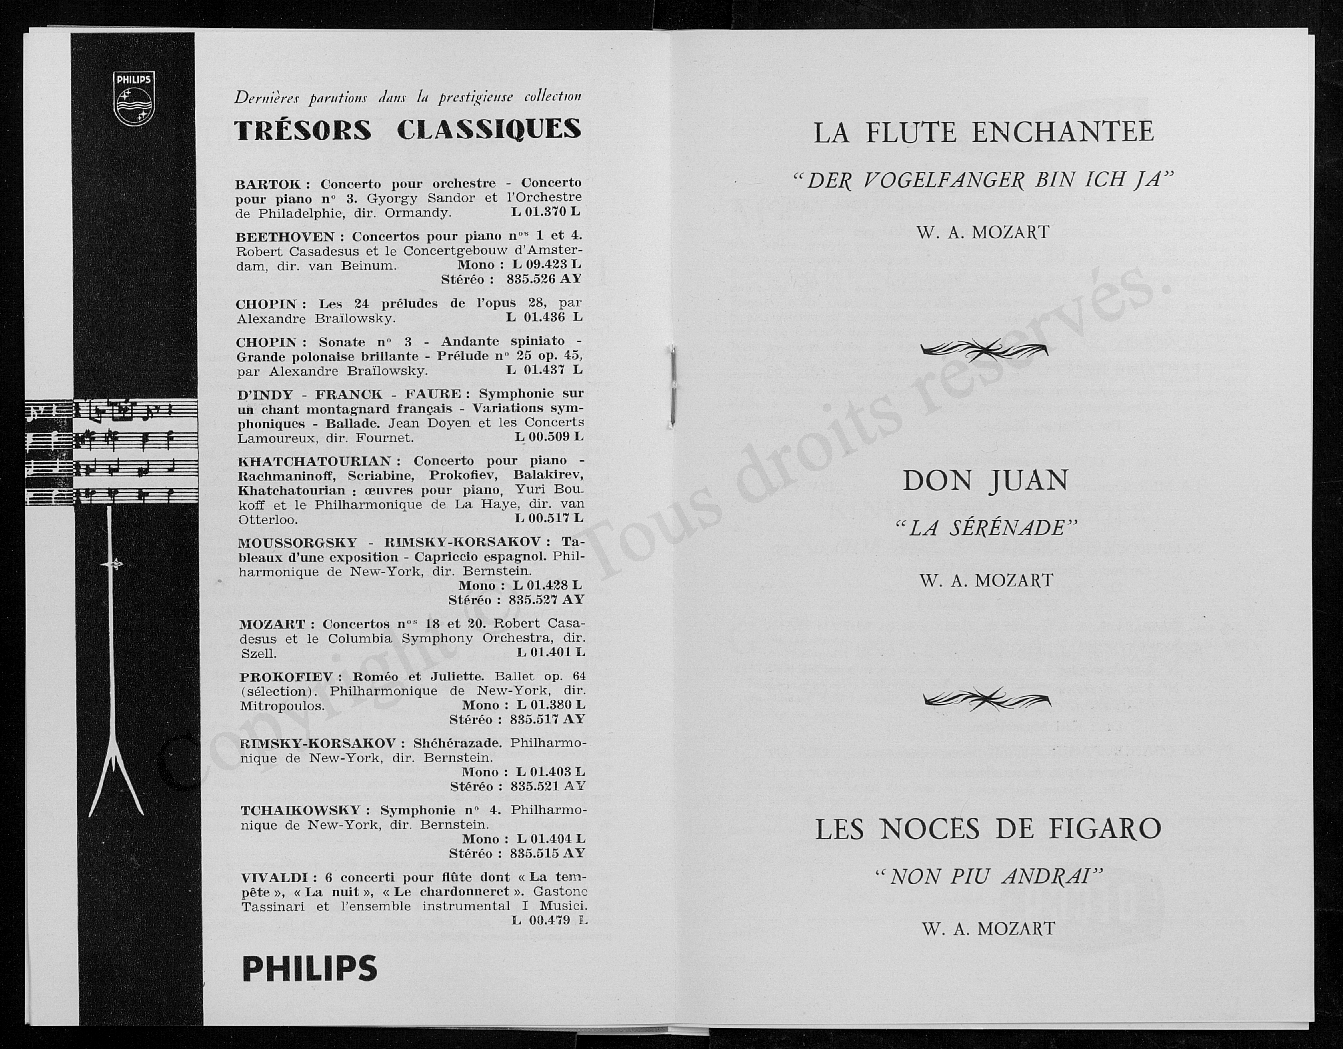 PHILIPS
Dernières parutions dans la prestigieuse collection
TRÉSORS CLASSIQUES
BARTOK : Concerto pour orchestre - Concerto
pour piano n° 3. Gyorgy Sandor et l'Orchestre
de Philadelphie, dir. Ormandy. L 01.370 L
BEETHOVEN : Concertos pour piano nos 1 et 4.
Robert Casadesus et le Concertgebouw d'Amster-
dam, dir. van Beinum. Mono : L 09.423 L
Stéréo : 835.526 AY
CHOPIN : Les 24 préludes de l'opus 28, par
Alexandre Braïlowsky. L 01.436 L
CHOPIN : Sonate n° 3 - Andante spiniato -
Grande polonaise brillante - Prélude n° 25 op. 45,
par Alexandre Braïlowsky. L 01.437 L
D'INDY - FRANCK - FAURE : Symphonie sur
un chant montagnard français - Variations sym-
phoniques - Ballade. Jean Doyen et les Concerts
Lamoureux, dir. Fournet. L 00.509 L
KHATCHATOURIAN : Concerto pour piano -
Rachmaninoff, Scriabine, Prokofiev, Balakirev,
Khatchatourian : œuvres pour piano, Yuri Bou-
koff et le Philharmonique de La Haye, dir. van
Otterloo. L 00.517 L
MOUSSORGSKY - RIMSKY-KORSAKOV : Ta-
bleaux d'une exposition - Capriccio espagnol. Phil-
harmonique de New-York, dir. Bernstein.
Mono : L 01.428 L
Stéréo : 835.527 AY
MOZART : Concertos nos 18 et 20. Robert Casa-
desus et le Columbia Symphony Orchestra, dir.
Szell. L 01.401 L
PROKOFIEV : Roméo et Juliette. Ballet op. 64
(sélection). Philharmonique de New-York, dir.
Mitropoulos. Mono : L 01.380 L
Stéréo : 835.517 AY
RIMSKY-KORSAKOV : Shéhérazade. Philharmo-
nique de New-York, dir. Bernstein.
Mono : L 01.403 L
Stéréo : 835.521 AY
TCHAIKOWSKY : Symphonie n° 4. Philharmo-
nique de New-York, dir. Bernstein.
Mono : L 01.404 L
Stéréo : 835.515 AY
VIVALDI : 6 concerti pour flûte dont « La tem-
pête », « La nuit », « Le chardonneret ». Gastone
Tassinari et l'ensemble instrumental I Musici.
L 00.479 L
PHILIPS
LA FLUTE ENCHANTEE
"DER VOGELFANGER BIN ICH JA"
W. A. MOZART
DON JUAN
"LA SÉRÉNADE"
W. A. MOZART
LES NOCES DE FIGARO
"NON PIU ANDRAI"
W. A. MOZART
Copyright © Tous droits réservés.